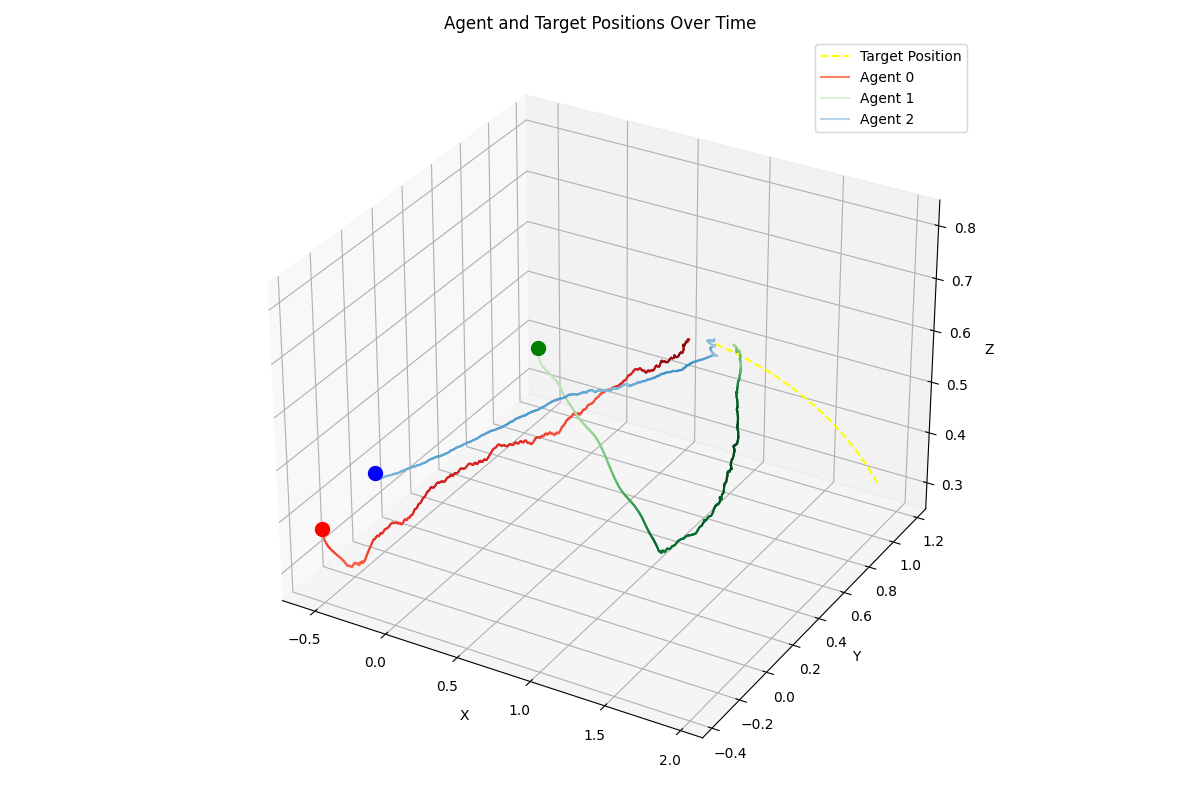 Agent and Target Positions Over Time
Target Position
Agent 0
Agent 1
Agent 2
0.8
0.7
0.6
0.5
0.4
0.3
Z
1.2
1.0
0.8
0.6
0.4
0.2
0.0
−0.2
−0.4
Y
−0.5
0.0
0.5
1.0
1.5
2.0
X